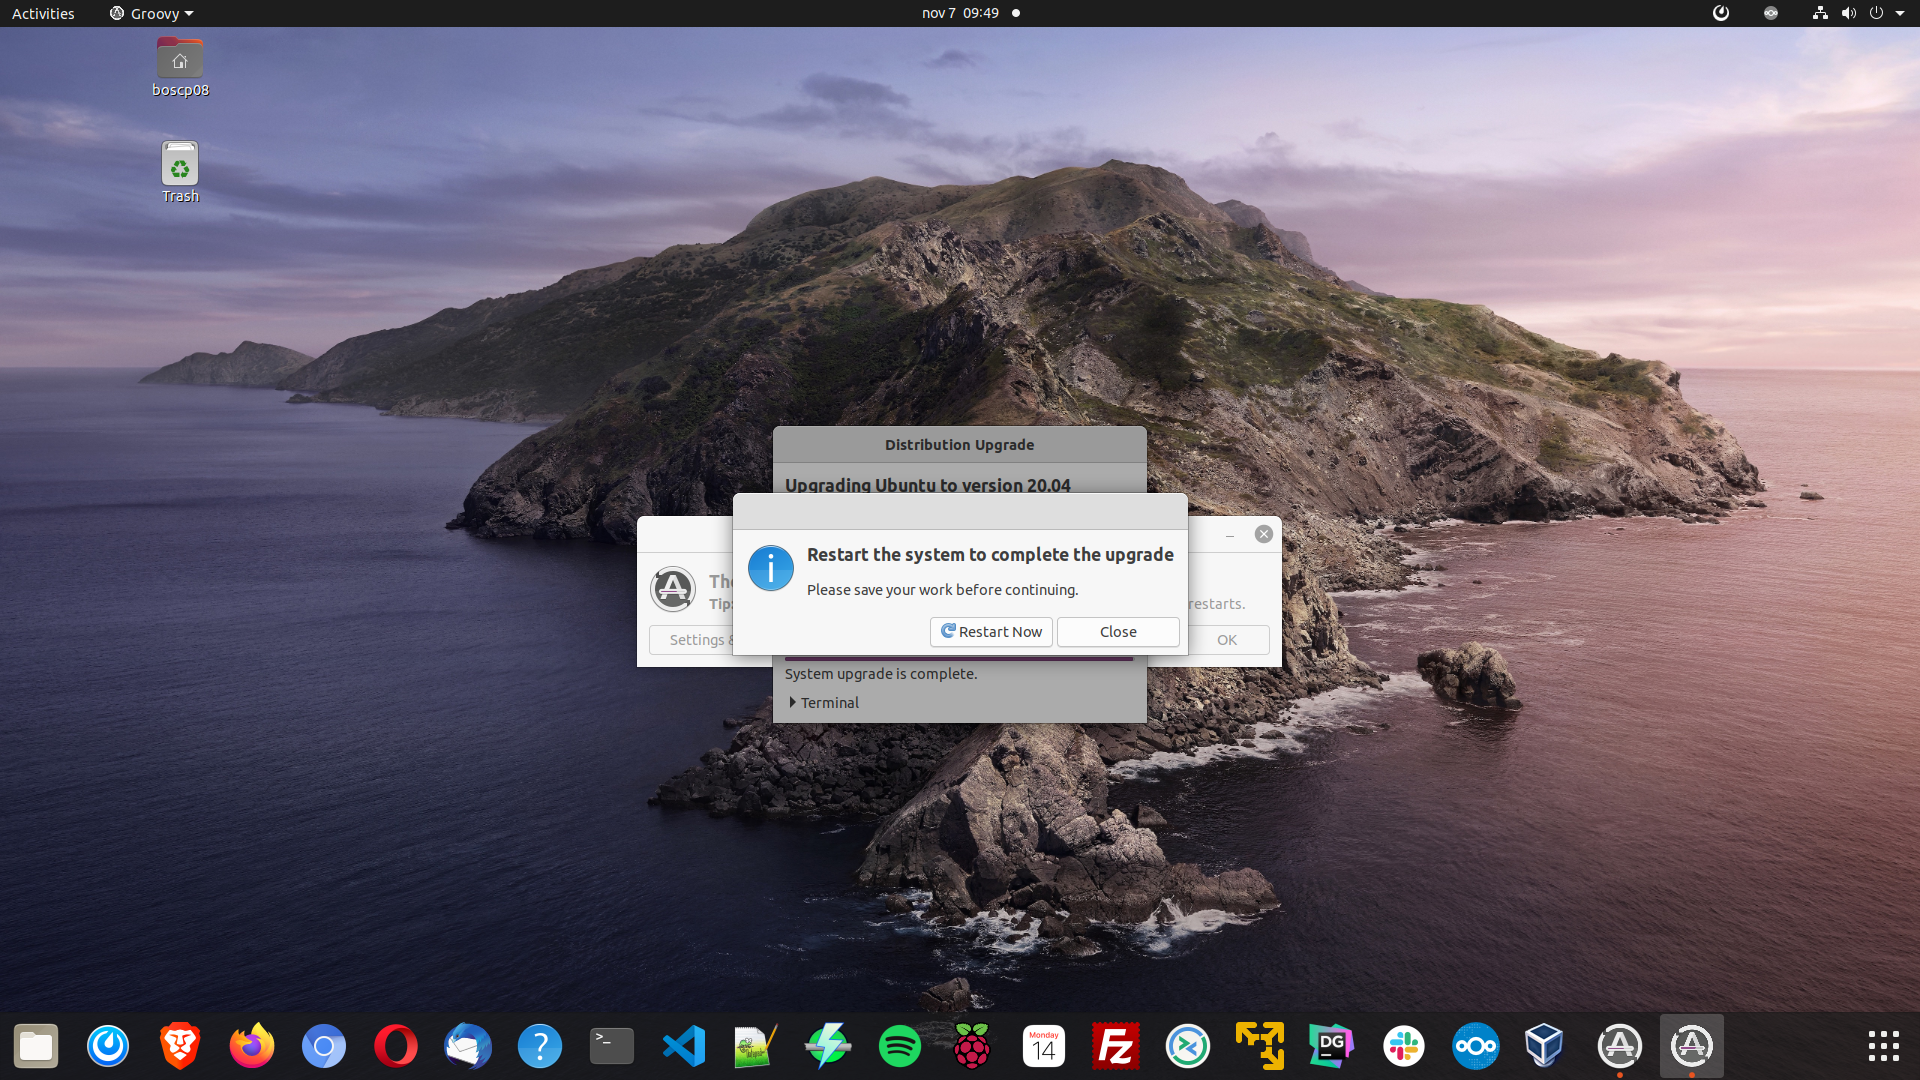 Activities
Groovy
nov 7 09:49
boscp08
Trash
Distribution Upgrade
Upgrading Ubuntu to version 20.04
Restart the system to complete the upgrade
Please save your work before continuing.
Restart Now
Close
Tip:
restarts.
Settings
OK
System upgrade is complete.
Terminal
>_
?
Monday
14
Fz
DG